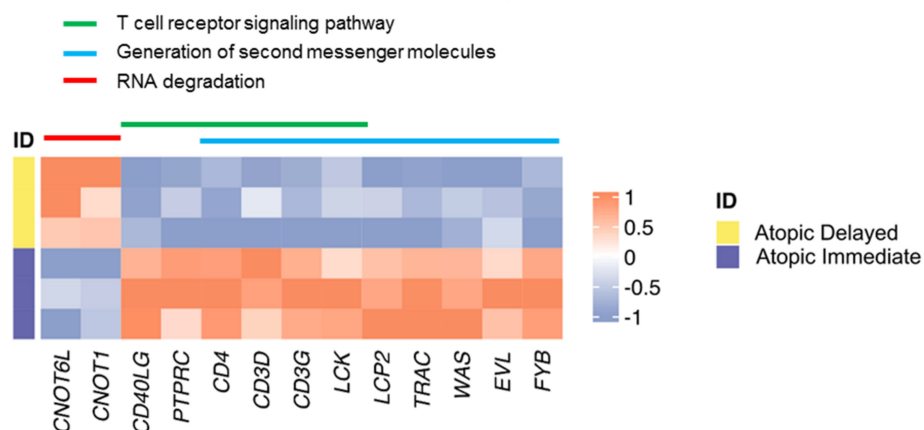 T cell receptor signaling pathway
Generation of second messenger molecules
RNA degradation
ID
1
0.5
0
-0.5
-1
ID
Atopic Delayed
Atopic Immediate
CNOT6L
CNOT1
CD40LG
PTPRC
CD4
CD3D
CD3G
LCK
LCP2
TRAC
WAS
EVL
FYB